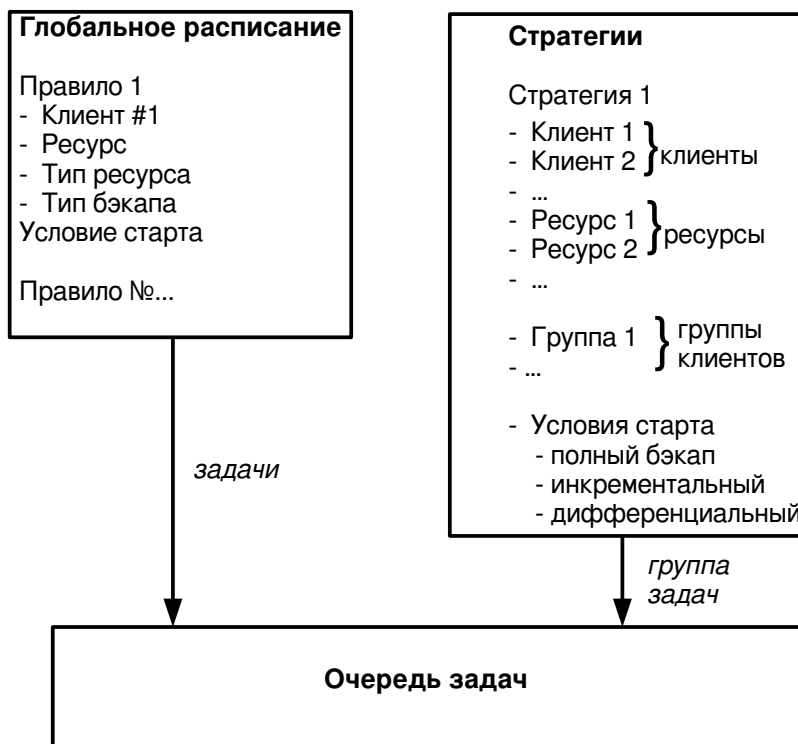 Глобальное расписание
Правило 1
- Клиент #1
- Ресурс
- Тип ресурса
- Тип бэкапа
Условие старта
Правило №...
Стратегии
Стратегия 1
- Клиент 1
- Клиент 2
клиенты
- ...
- Ресурс 1
- Ресурс 2
ресурсы
- ...
- Группа 1
группы
клиентов
- ...
- Условия старта
- полный бэкап
- инкрементальный
- дифференциальный
задачи
группа
задач
Очередь задач